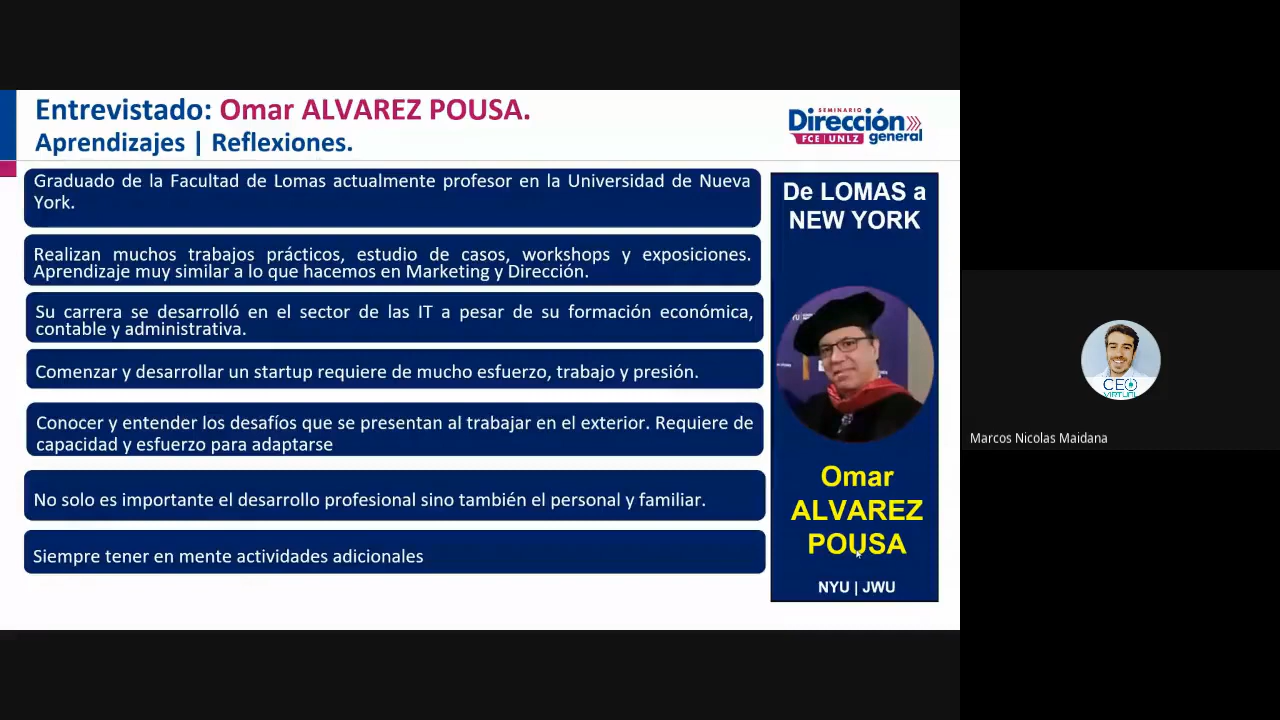 Entrevistado: Omar ALVAREZ POUSA.
Aprendizajes | Reflexiones.
SEMINARIO
Dirección
FCE | UNLZ general
Graduado de la Facultad de Lomas actualmente profesor en la Universidad de Nueva
York.
Realizan muchos trabajos prácticos, estudio de casos, workshops y exposiciones.
Aprendizaje muy similar a lo que hacemos en Marketing y Dirección.
Su carrera se desarrolló en el sector de las IT a pesar de su formación económica,
contable y administrativa.
Comenzar y desarrollar un startup requiere de mucho esfuerzo, trabajo y presión.
Conocer y entender los desafíos que se presentan al trabajar en el exterior. Requiere de
capacidad y esfuerzo para adaptarse
No solo es importante el desarrollo profesional sino también el personal y familiar.
Siempre tener en mente actividades adicionales
De LOMAS a
NEW YORK
Omar
ALVAREZ
POUSA
NYU | JWU
CEO
VIRTUAL
Marcos Nicolas Maidana